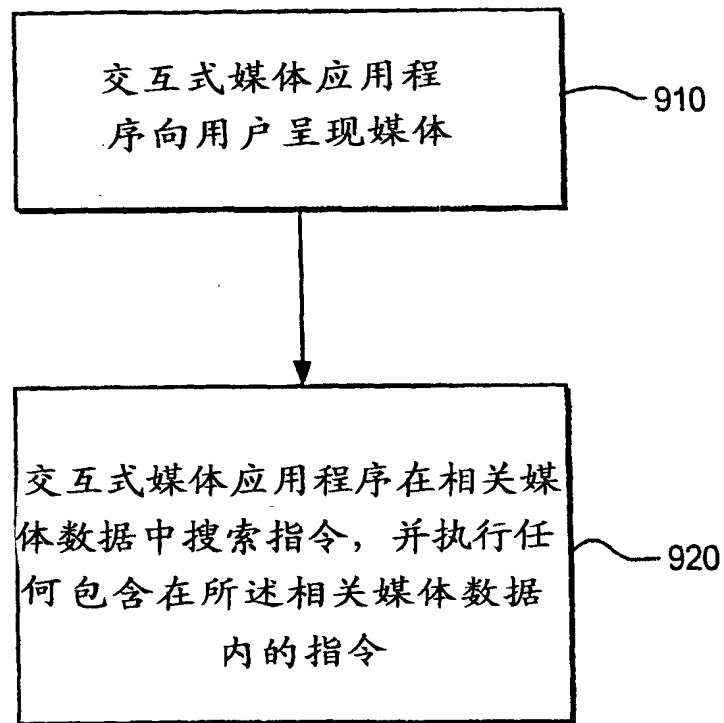 交互式媒体应用程
序向用户呈现媒体
910
交互式媒体应用程序在相关媒
体数据中搜索指令，并执行任
何包含在所述相关媒体数据
内的指令
920